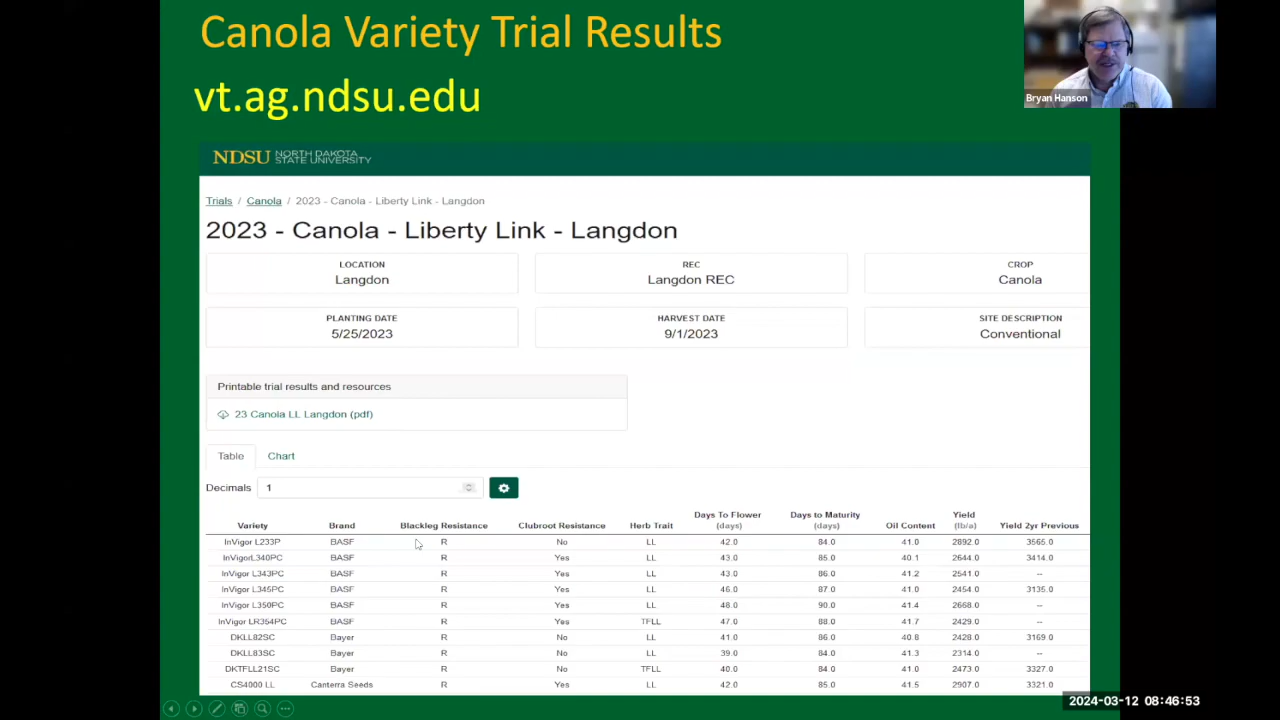 Canola Variety Trial Results
vt.ag.ndsu.edu
Bryan Hanson
NDSU NORTH DAKOTA STATE UNIVERSITY
Trials / Canola / 2023 - Canola - Liberty Link - Langdon
2023 - Canola - Liberty Link - Langdon
LOCATION REC CROP
Langdon Langdon REC Canola
PLANTING DATE HARVEST DATE SITE DESCRIPTION
5/25/2023 9/1/2023 Conventional
Printable trial results and resources
23 Canola LL Langdon (pdf)
Table Chart
Decimals 1
Variety Brand Blackleg Resistance Clubroot Resistance Herb Trait Days To Flower (days) Days to Maturity (days) Oil Content Yield (lb/a) Yield 2yr Previous
InVigor L233P BASF R No LL 42.0 84.0 41.0 2892.0 3565.0
InVigorL340PC BASF R Yes LL 43.0 85.0 40.1 2644.0 3414.0
InVigor L343PC BASF R Yes LL 43.0 86.0 41.2 2541.0 --
InVigor L345PC BASF R Yes LL 46.0 87.0 41.0 2454.0 3135.0
InVigor L350PC BASF R Yes LL 48.0 90.0 41.4 2668.0 --
InVigor LR354PC BASF R Yes TFLL 47.0 88.0 41.7 2429.0 --
DKLL82SC Bayer R No LL 41.0 86.0 40.8 2428.0 3169.0
DKLL83SC Bayer R No LL 39.0 84.0 41.3 2314.0 --
DKTFLL21SC Bayer R No TFLL 40.0 84.0 41.0 2473.0 3327.0
CS4000 LL Canterra Seeds R Yes LL 42.0 85.0 41.5 2907.0 3321.0
2024-03-12 08:46:53